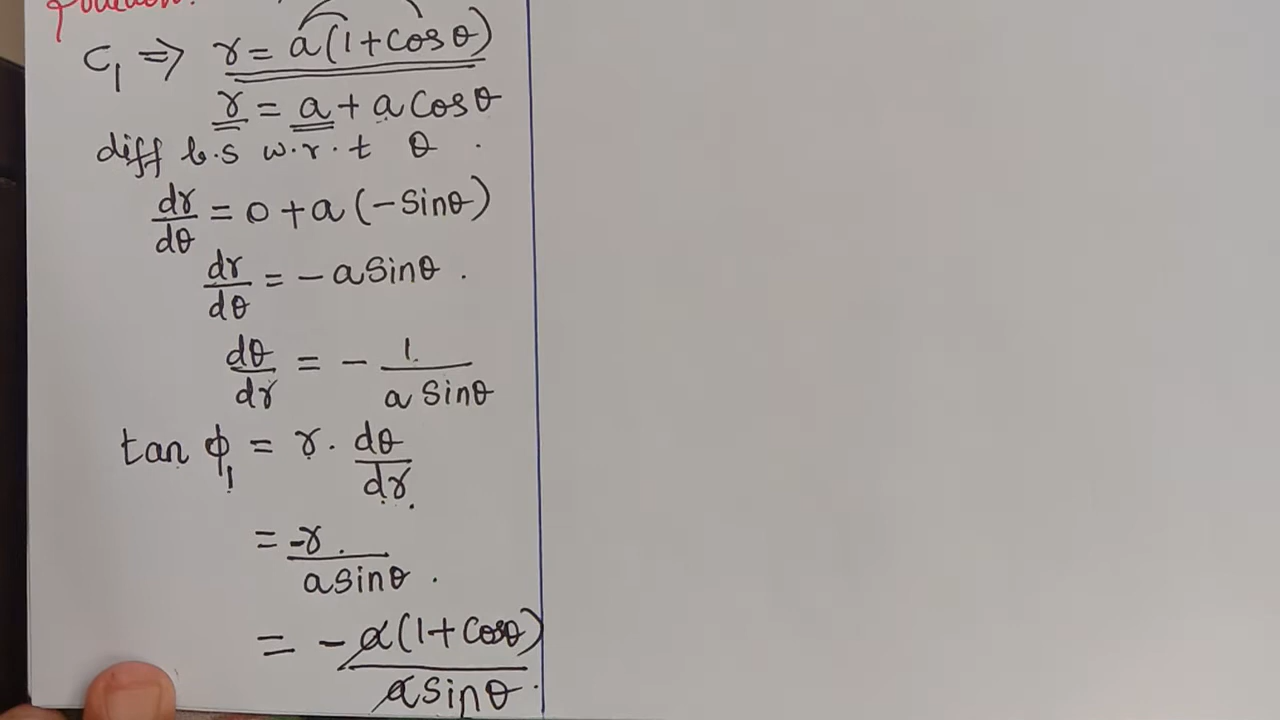 C₁ ⇒ r = a(1+cosθ)
r = a + a cosθ
diff b.s w.r.t θ .
dr/dθ = 0 + a (-sinθ)
dr/dθ = - a sinθ .
dθ/dr = - 1/a sinθ
tan ϕ₁ = r . dθ/dr
= -r/a sinθ .
= - a(1+cosθ)/a sinθ .